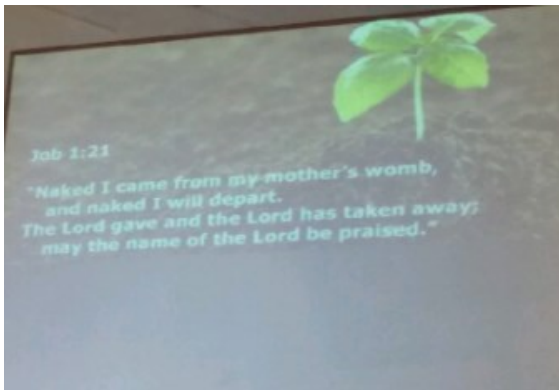 Job 1:21
"Naked I came from my mother's womb,
and naked I will depart.
The Lord gave and the Lord has taken away;
may the name of the Lord be praised."